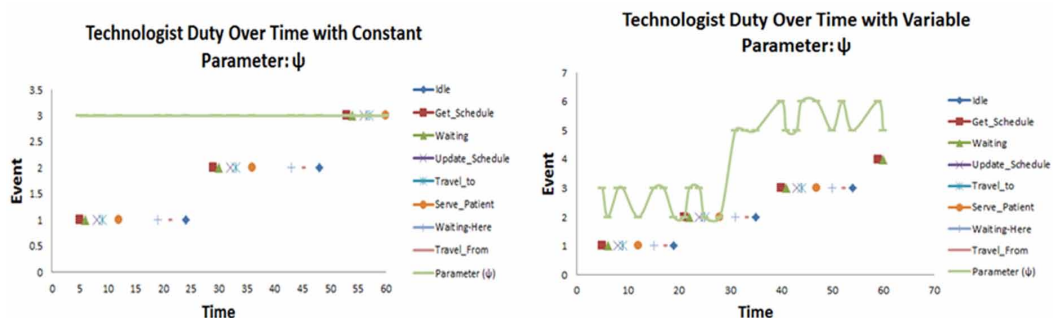 Technologist Duty Over Time with Constant
Parameter: ψ
3.5
3
2.5
2
1.5
1
0.5
0
Event
0 5 10 15 20 25 30 35 40 45 50 55 60
Time
Idle
Get_Schedule
Waiting
Update_Schedule
Travel_to
Serve_Patient
Waiting-Here
Travel_From
Parameter (ψ)
Technologist Duty Over Time with Variable
Parameter: ψ
7
6
5
4
3
2
1
0
Event
0 10 20 30 40 50 60 70
Time
Idle
Get_Schedule
Waiting
Update_Schedule
Travel_to
Serve_Patient
Waiting-Here
Travel_From
Parameter (ψ)